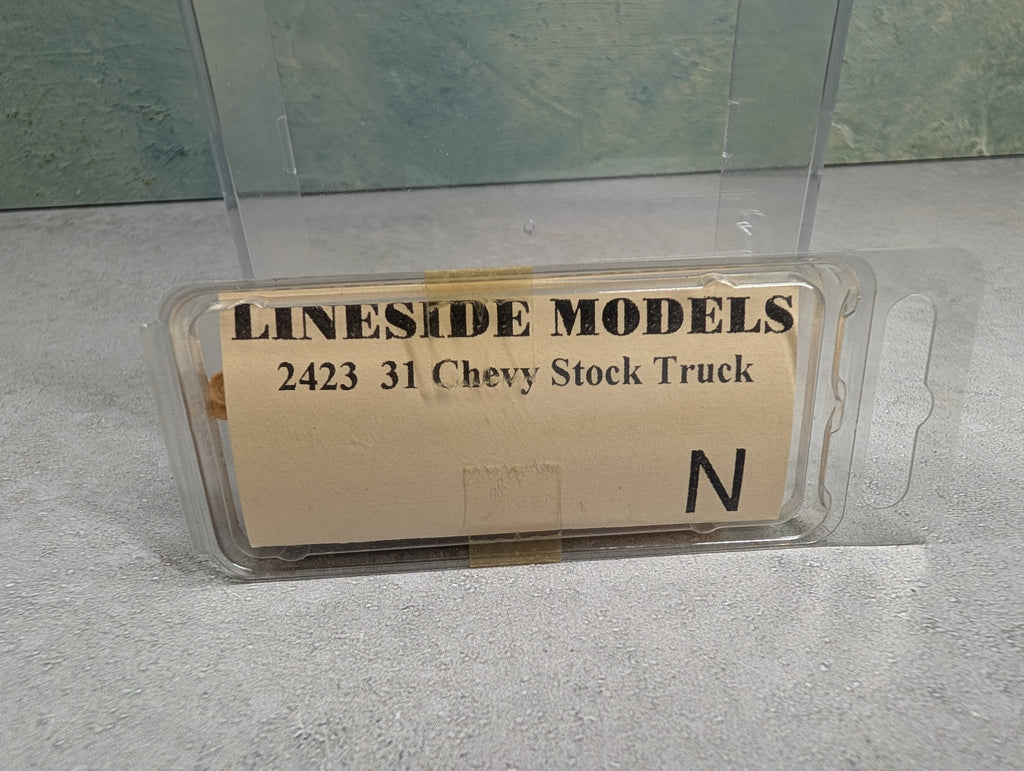 LINESIDE MODELS
2423 31 Chevy Stock Truck
N